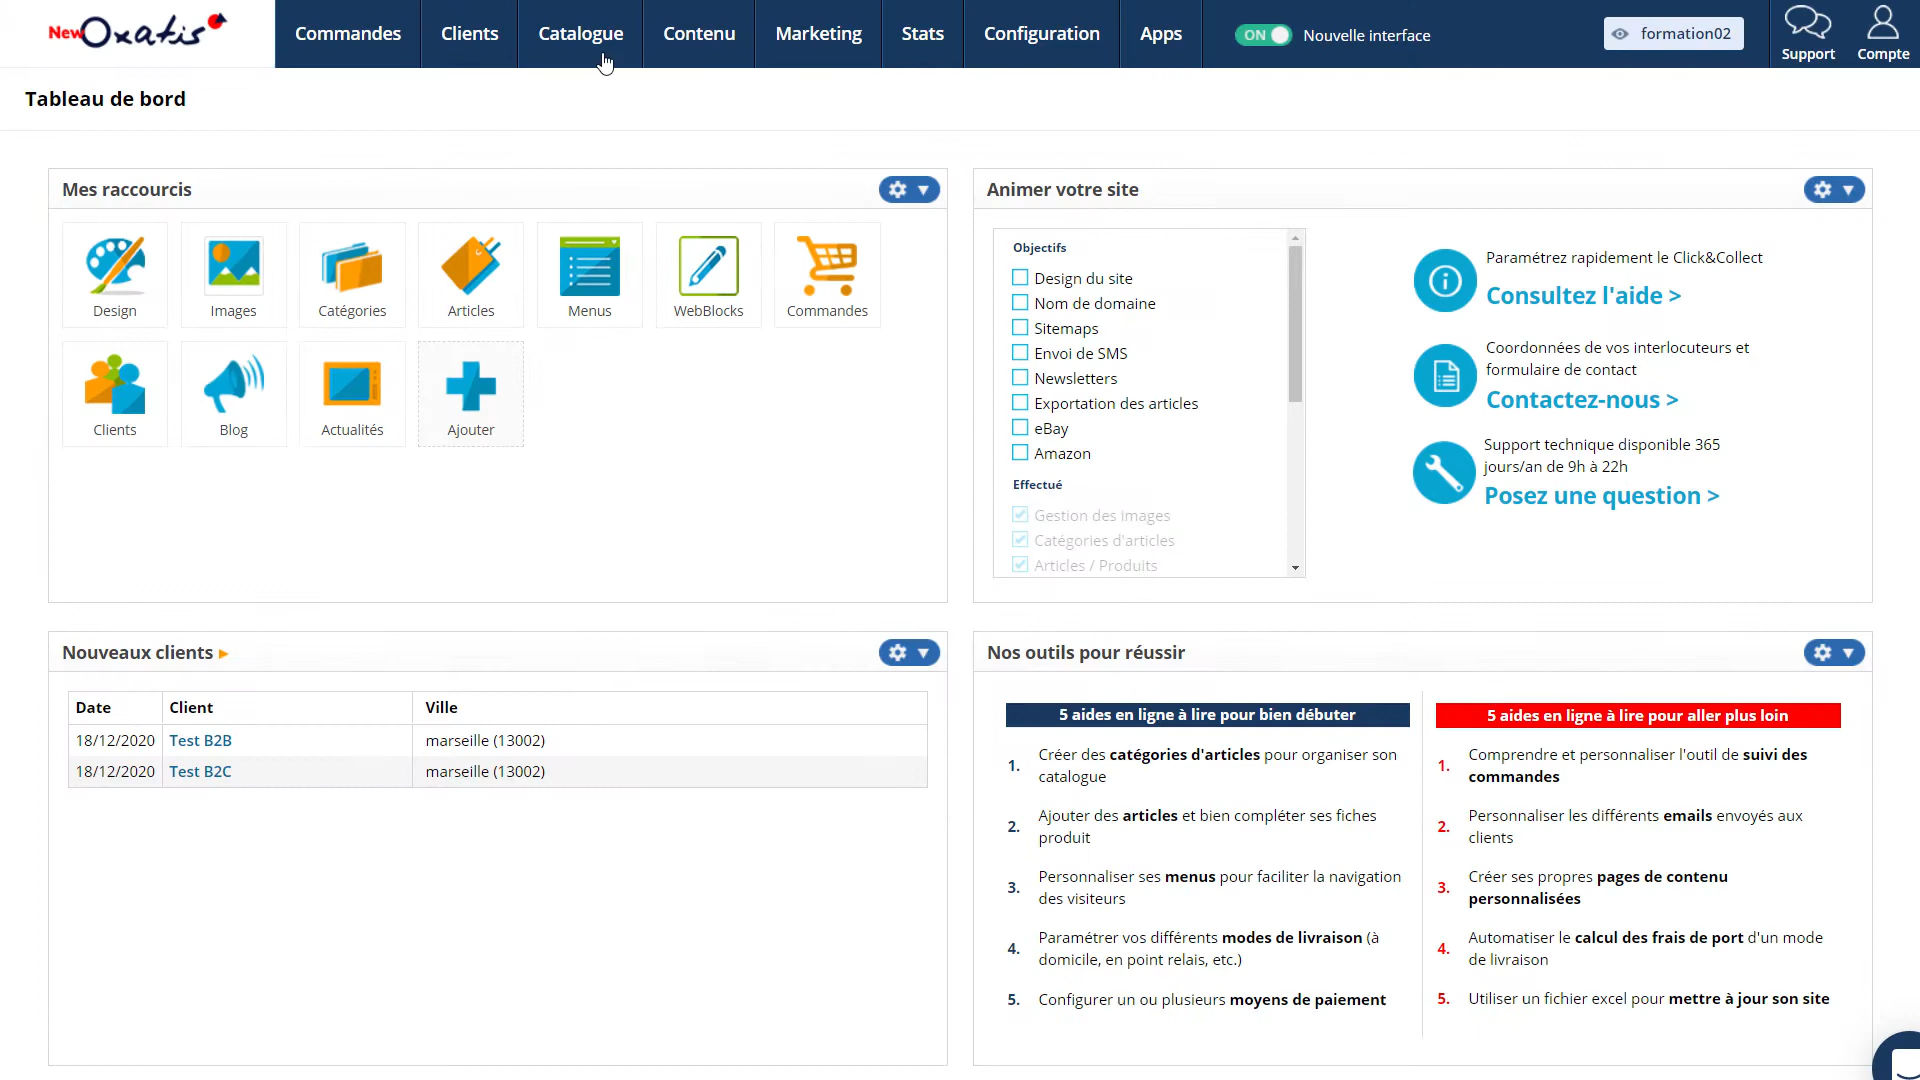 New Oxatis
Commandes
Clients
Catalogue
Contenu
Marketing
Stats
Configuration
Apps
ON
Nouvelle interface
formation02
Support
Compte
Tableau de bord
Mes raccourcis
Design
Images
Catégories
Articles
Menus
WebBlocks
Commandes
Clients
Blog
Actualités
Ajouter
Animer votre site
Objectifs
Design du site
Nom de domaine
Sitemaps
Envoi de SMS
Newsletters
Exportation des articles
eBay
Amazon
Effectué
Gestion des images
Catégories d'articles
Articles / Produits
Paramétrez rapidement le Click&Collect
Consultez l'aide >
Coordonnées de vos interlocuteurs et
formulaire de contact
Contactez-nous >
Support technique disponible 365
jours/an de 9h à 22h
Posez une question >
Nouveaux clients
Date Client Ville
18/12/2020 Test B2B marseille (13002)
18/12/2020 Test B2C marseille (13002)
Nos outils pour réussir
5 aides en ligne à lire pour bien débuter
1. Créer des catégories d'articles pour organiser son
catalogue
2. Ajouter des articles et bien compléter ses fiches
produit
3. Personnaliser ses menus pour faciliter la navigation
des visiteurs
4. Paramétrer vos différents modes de livraison (à
domicile, en point relais, etc.)
5. Configurer un ou plusieurs moyens de paiement
5 aides en ligne à lire pour aller plus loin
1. Comprendre et personnaliser l'outil de suivi des
commandes
2. Personnaliser les différents emails envoyés aux
clients
3. Créer ses propres pages de contenu
personnalisées
4. Automatiser le calcul des frais de port d'un mode
de livraison
5. Utiliser un fichier excel pour mettre à jour son site